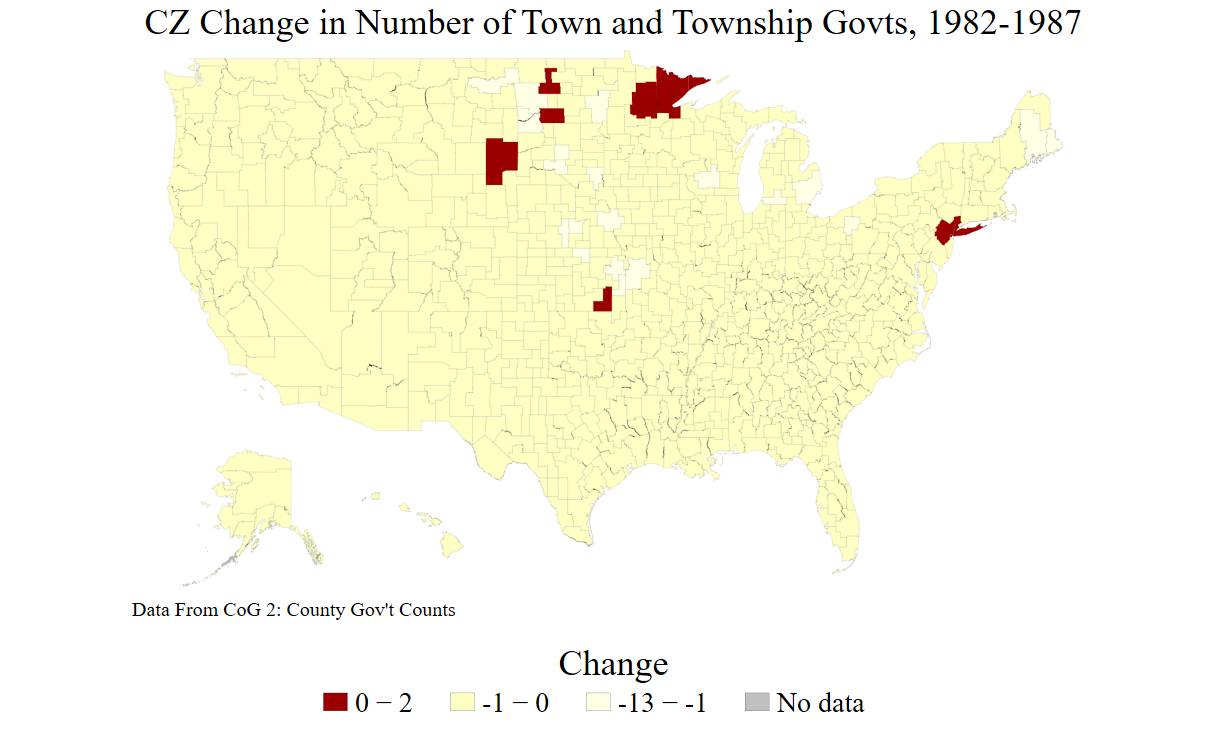 CZ Change in Number of Town and Township Govts, 1982-1987
Data From CoG 2: County Gov't Counts
Change
0 − 2 -1 − 0 -13 − -1 No data